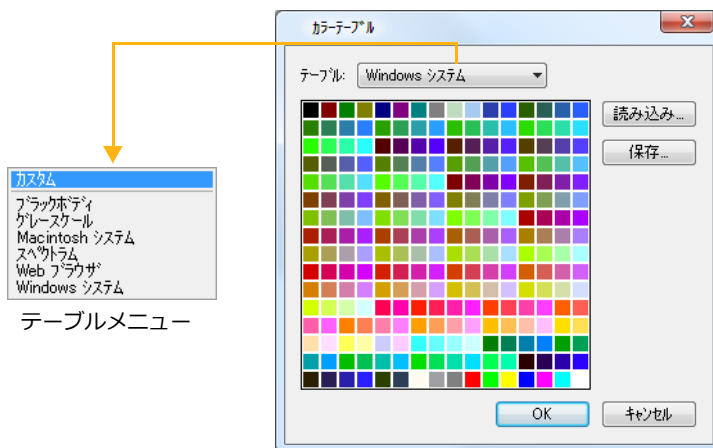 カラーテーブル
テーブル: Windows システム
読み込み...
保存...
カスタム
ブラックボディ
グレースケール
Macintosh システム
スペクトラム
Web ブラウザ
Windows システム
テーブルメニュー
OK
キャンセル